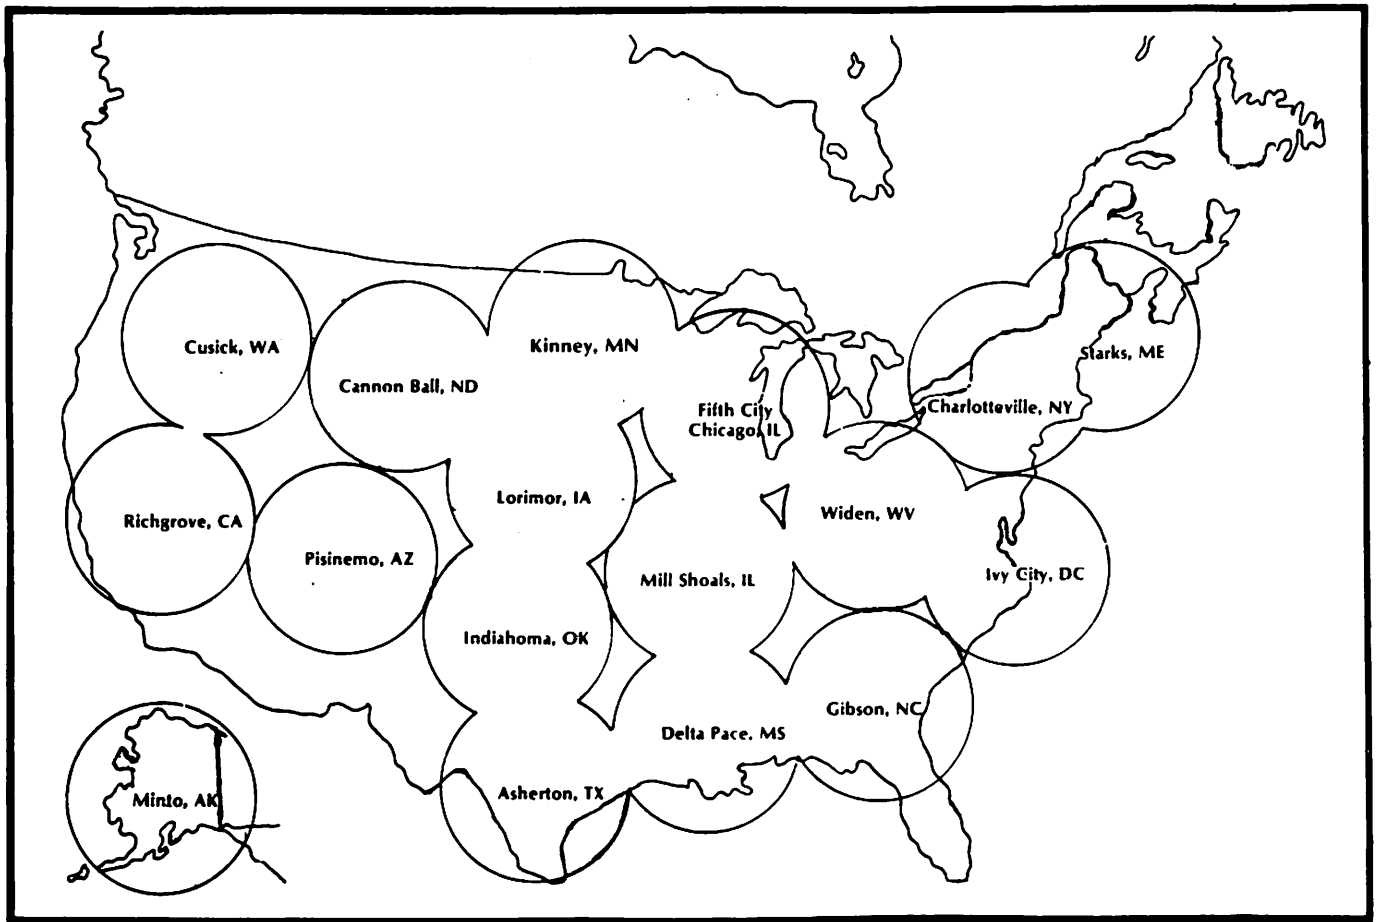 Cusick, WA
Kinney, MN
Starks, ME
Cannon Ball, ND
Charlotteville, NY
Fifth City
Chicago, IL
Lorimor, IA
Widen, WV
Richgrove, CA
Pisinemo, AZ
Ivy City, DC
Mill Shoals, IL
Indiahoma, OK
Gibson, NC
Delta Pace, MS
Asherton, TX
Minto, AK